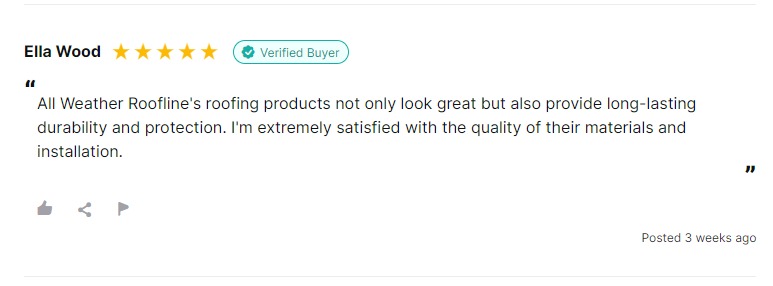 Ella Wood Verified Buyer
“
All Weather Roofline's roofing products not only look great but also provide long-lasting
durability and protection. I'm extremely satisfied with the quality of their materials and
installation.
”
Posted 3 weeks ago